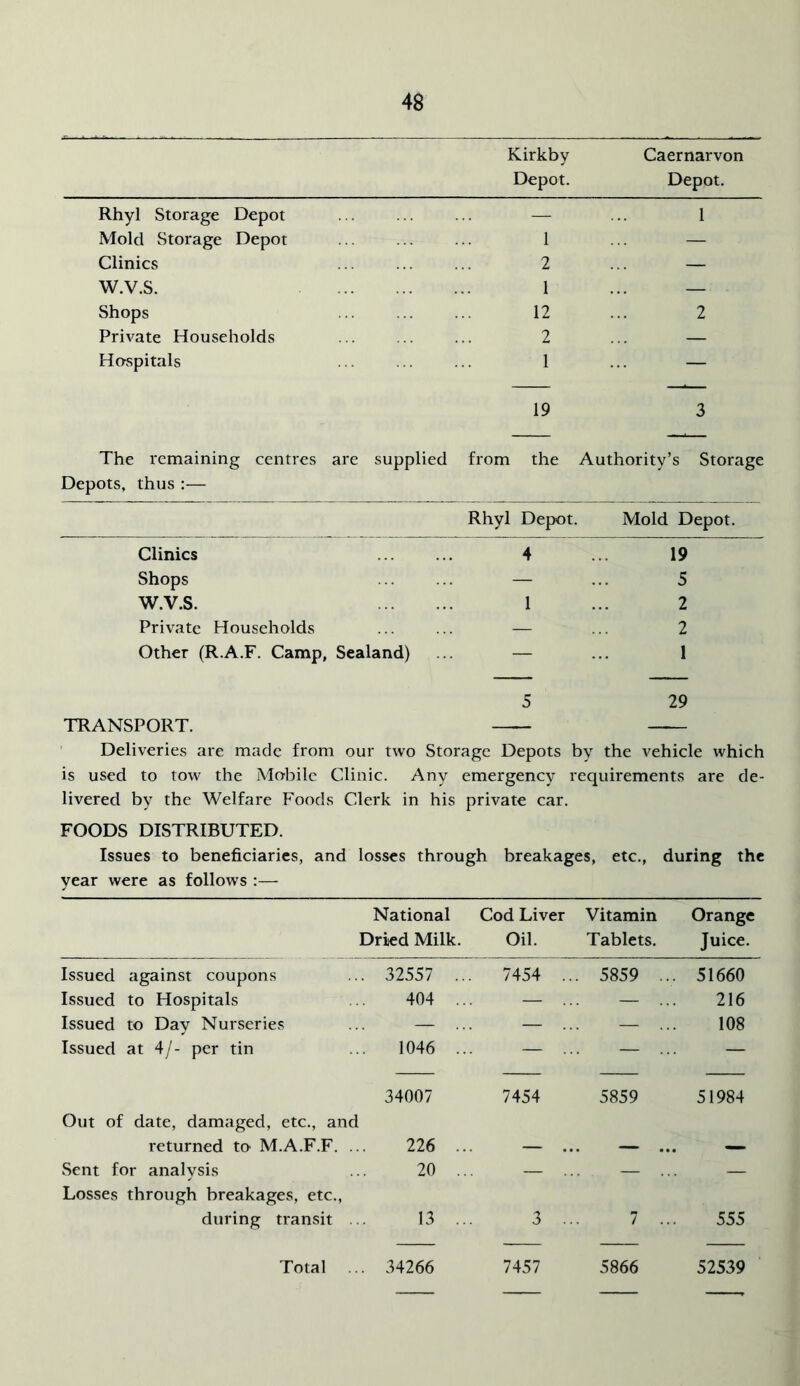 48
Kirkby Caernarvon
Depot. Depot.
Rhyl Storage Depot ... ... ... — ... 1
Mold Storage Depot ... ... ... 1 ... —
Clinics ... ... ... 2 ... —
W.V.S. ... ... ... 1 ... —
Shops ... ... ... 12 ... 2
Private Households ... ... ... 2 ... —
Hospitals ... ... ... 1 ... —
19 3
The remaining centres are supplied from the Authority's Storage
Depots, thus :—
Rhyl Depot. Mold Depot.
Clinics ... ... 4 ... 19
Shops ... ... — ... 5
W.V.S. ... ... 1 ... 2
Private Households ... ... — ... 2
Other (R.A.F. Camp, Sealand) ... — ... 1
5 29
TRANSPORT.
Deliveries are made from our two Storage Depots by the vehicle which
is used to tow the Mobile Clinic. Any emergency requirements are de-
livered by the Welfare Foods Clerk in his private car.
FOODS DISTRIBUTED.
Issues to beneficiaries, and losses through breakages, etc., during the
year were as follows :—
National Cod Liver Vitamin Orange
Dried Milk. Oil. Tablets. Juice.
Issued against coupons ... 32557 ... 7454 ... 5859 ... 51660
Issued to Hospitals ... 404 ... — ... — ... 216
Issued to Day Nurseries ... — ... — ... — ... 108
Issued at 4/- per tin ... 1046 ... — ... — ... —
34007 7454 5859 51984
Out of date, damaged, etc., and
returned to M.A.F.F. ... 226 ... — ... — ... —
Sent for analysis ... 20 ... — ... — ... —
Losses through breakages, etc.,
during transit ... 13 ... 3 ... 7 ... 555
Total ... 34266 7457 5866 52539